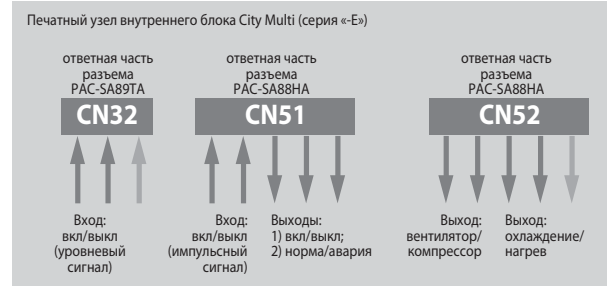 Печатный узел внутреннего блока City Multi (серия «-E»)
ответная часть
разъема
PAC-SA89TA
CN32
Вход:
вкл/выкл
(уровневый
сигнал)
ответная часть
разъема
PAC-SA88HA
CN51
Вход:
вкл/выкл
(импульсный
сигнал)
Выходы:
1) вкл/выкл;
2) норма/авария
ответная часть
разъема
PAC-SA88HA
CN52
Выход:
вентилятор/
компрессор
Выход:
охлаждение/
нагрев